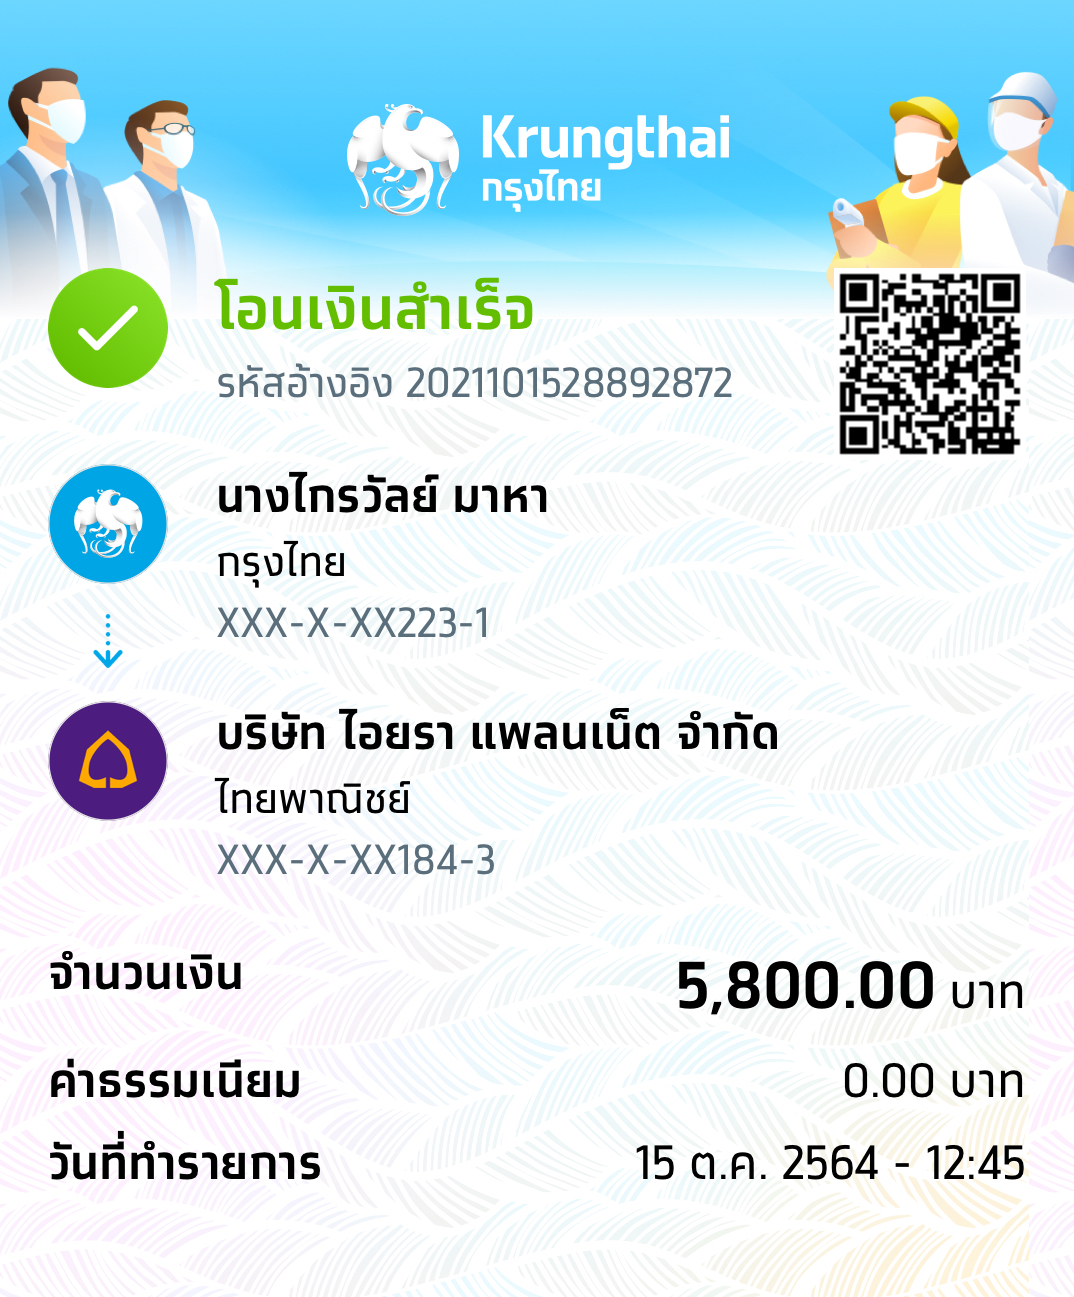 Krungthai
กรุงไทย
โอนเงินสำเร็จ
รหัสอ้างอิง 2021101528892872
นางไกรวัลย์ มาหา
กรุงไทย
XXX-X-XX223-1
บริษัท ไอยรา แพลนเน็ต จำกัด
ไทยพาณิชย์
XXX-X-XX184-3
จำนวนเงิน 5,800.00 บาท
ค่าธรรมเนียม 0.00 บาท
วันที่ทำรายการ 15 ต.ค. 2564 - 12:45